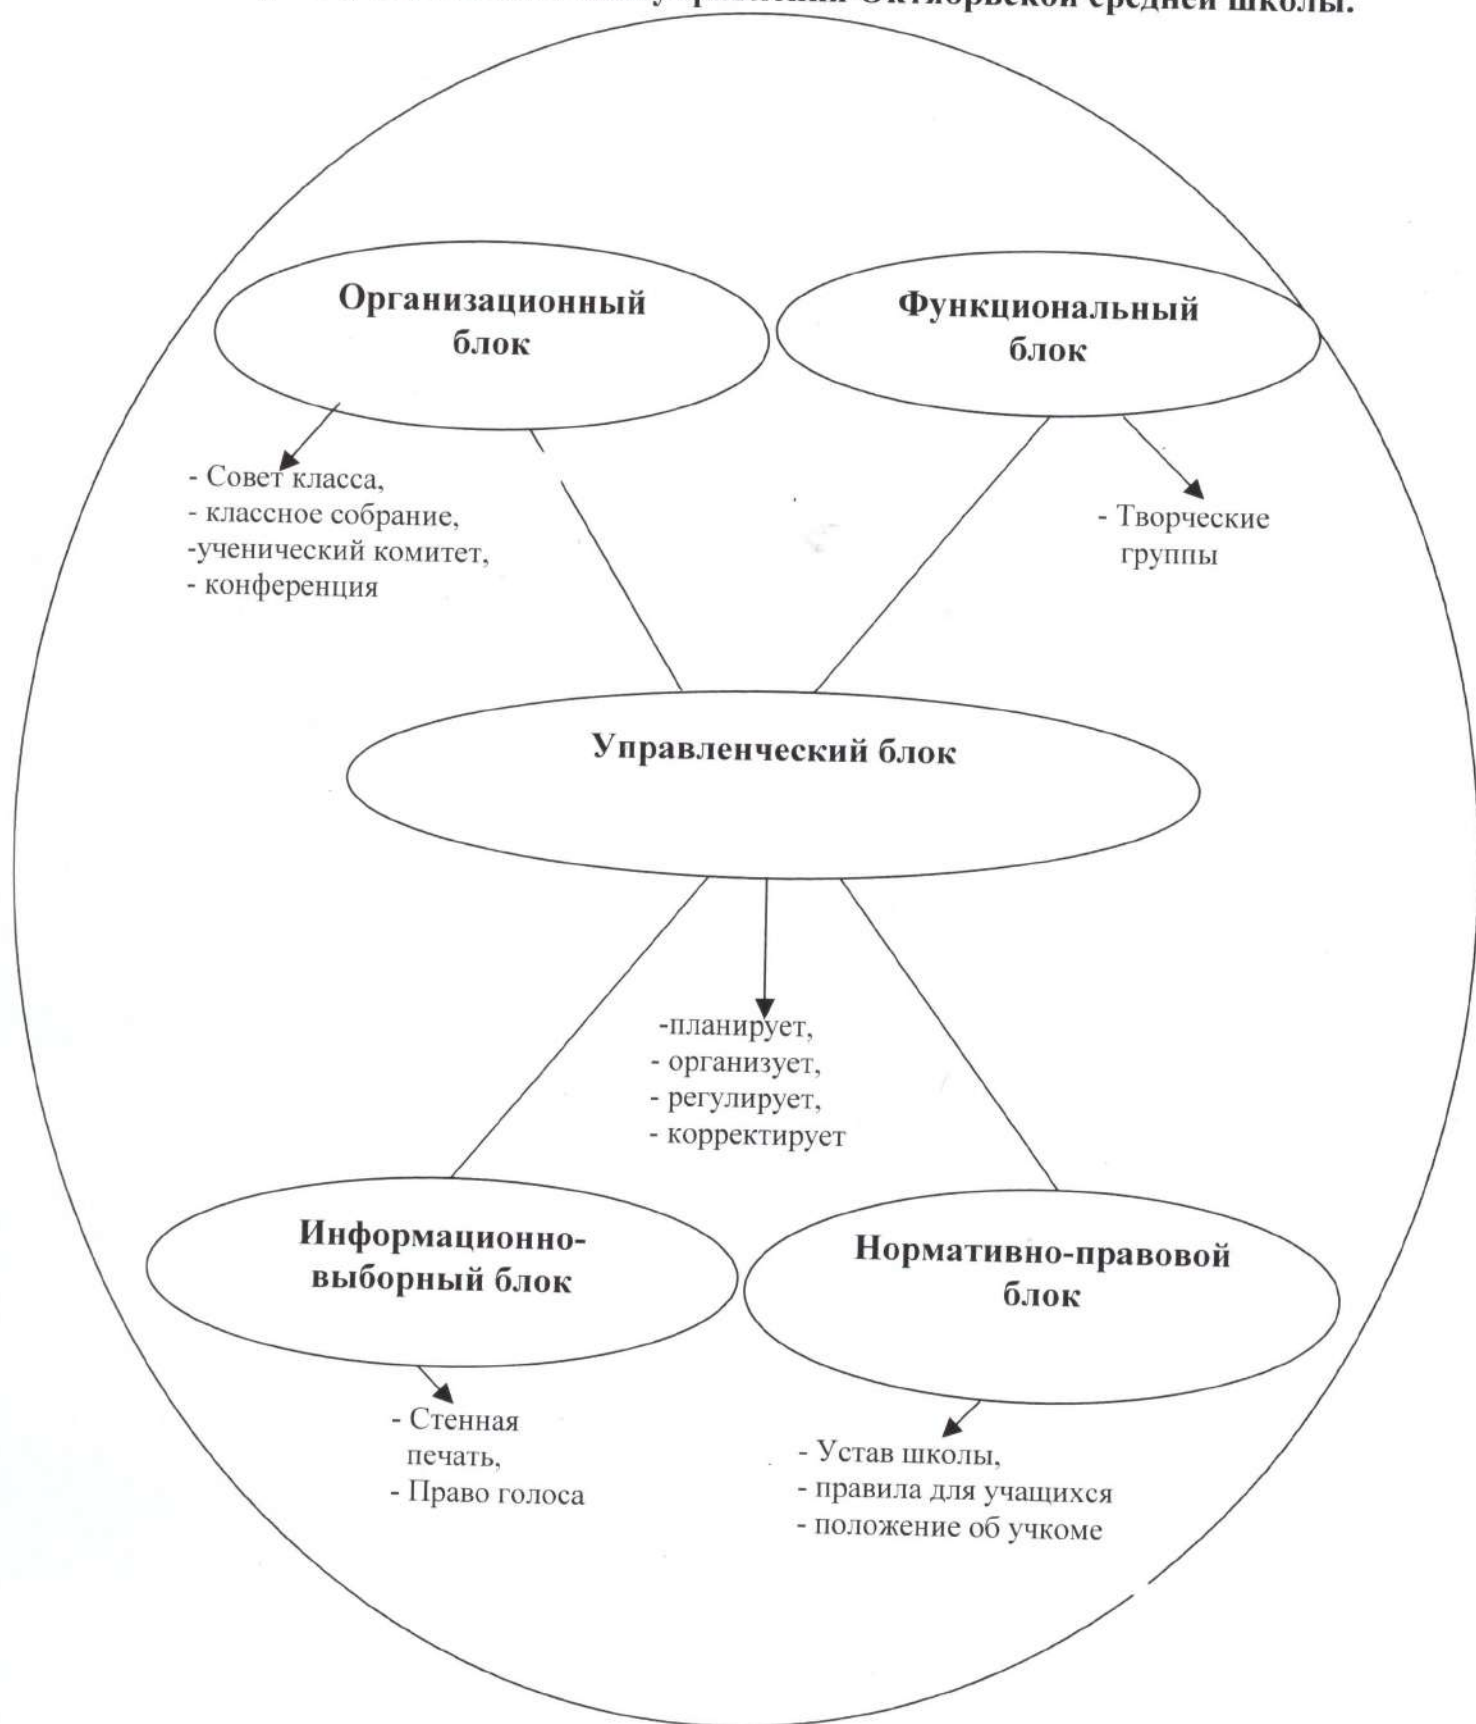 Октябрьской средней школы.
Организационный
блок
Функциональный
блок
- Совет класса,
- классное собрание,
-ученический комитет,
- конференция
- Творческие
группы
Управленческий блок
-планирует,
- организует,
- регулирует,
- корректирует
Информационно-
выборный блок
Нормативно-правовой
блок
- Стенная
печать,
- Право голоса
- Устав школы,
- правила для учащихся
- положение об учкоме